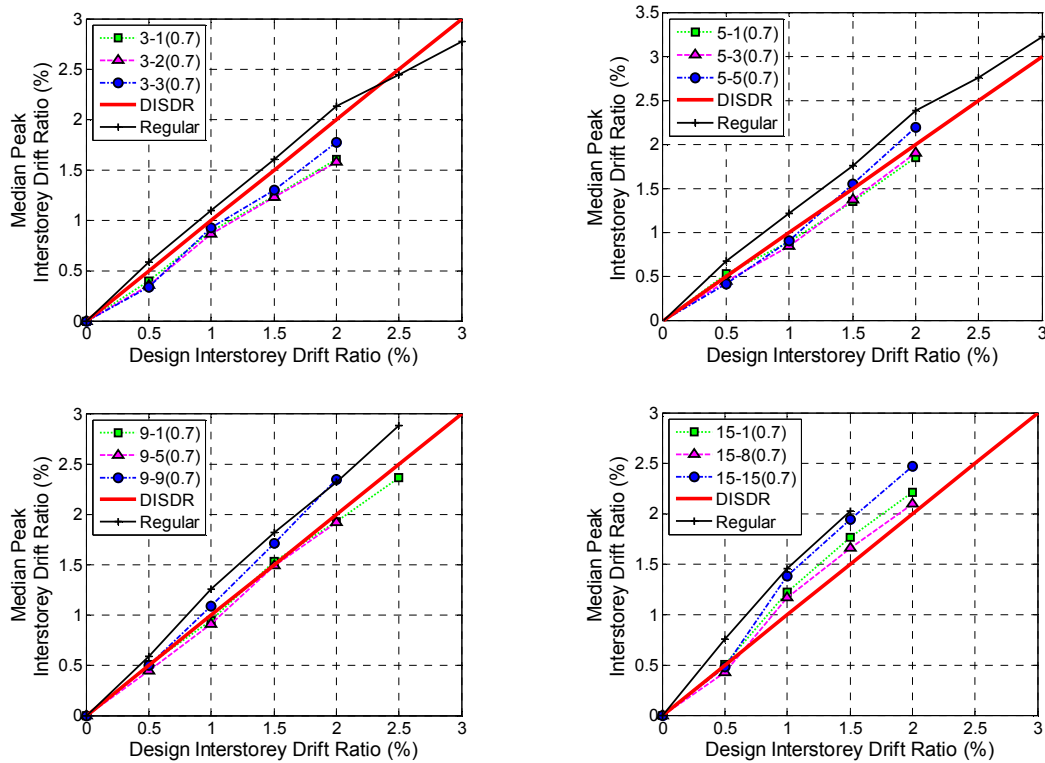 3-1(0.7)
3-2(0.7)
3-3(0.7)
DISDR
Regular
3
2.5
2
1.5
1
0.5
0
0 0.5 1 1.5 2 2.5 3
Median Peak
Interstorey Drift Ratio (%)
Design Interstorey Drift Ratio (%)
5-1(0.7)
5-3(0.7)
5-5(0.7)
DISDR
Regular
3.5
3
2.5
2
1.5
1
0.5
0
0.5 1 1.5 2 2.5 3
Median Peak
Interstorey Drift Ratio (%)
Design Interstorey Drift Ratio (%)
9-1(0.7)
9-5(0.7)
9-9(0.7)
DISDR
Regular
3
2.5
2
1.5
1
0.5
0
0 0.5 1 1.5 2 2.5 3
Median Peak
Interstorey Drift Ratio (%)
Design Interstorey Drift Ratio (%)
15-1(0.7)
15-8(0.7)
15-15(0.7)
DISDR
Regular
3
2.5
2
1.5
1
0.5
0
0 0.5 1 1.5 2 2.5 3
Median Peak
Interstorey Drift Ratio (%)
Design Interstorey Drift Ratio (%)